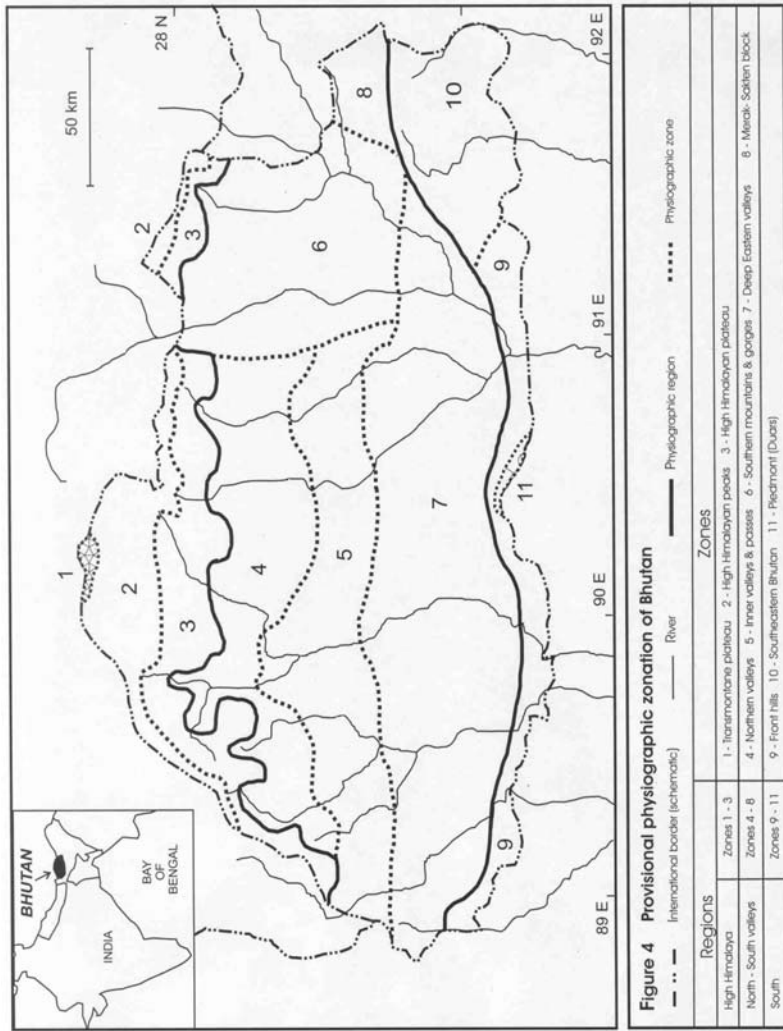 BHUTAN
INDIA
BAY
OF
BENGAL
50 km
28 N
1
2
2
3
3
4
5
6
7
8
9
9
10
11
89 E
90 E
91 E
92 E
Figure 4 Provisional physiographic zonation of Bhutan
International border (schematic)
River
Physiographic region
Physiographic zone
Regions
Zones
High Himalaya
Zones 1 - 3
1 - Transmontane plateau 2 - High Himalayan peaks 3 - High Himalayan plateau
North - South valleys
Zones 4 - 8
4 - Northern valleys 5 - Inner valleys & passes 6 - Southern mountains & gorges 7 - Deep Eastern valleys 8 - Merak- Sakten block
South
Zones 9 - 11
9 - Front hills 10 - Southeastern Bhutan 11 - Piedmont (Duars)